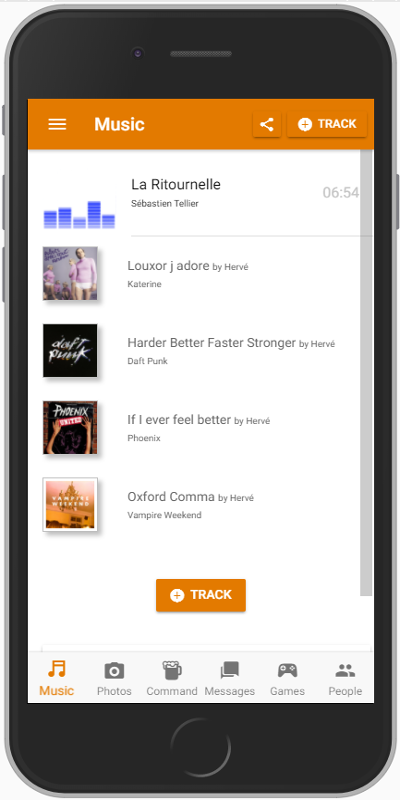 Music
TRACK
La Ritournelle
06:54
Sébastien Tellier
Louxor j adore by Hervé
Katerine
daft punk
Harder Better Faster Stronger by Hervé
Daft Punk
PHOENIX
UNITED
If I ever feel better by Hervé
Phoenix
VAMPIRE
WEEKEND
Oxford Comma by Hervé
Vampire Weekend
TRACK
Music
Photos
Command
Messages
Games
People